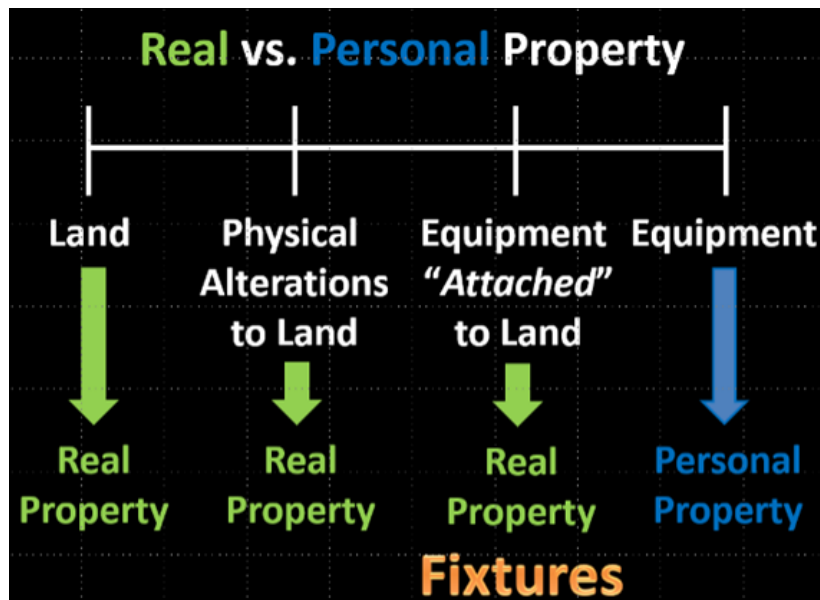 Real vs. Personal Property
Land
Physical
Alterations
to Land
Equipment
“Attached”
to Land
Equipment
Real
Property
Real
Property
Real
Property
Personal
Property
Fixtures